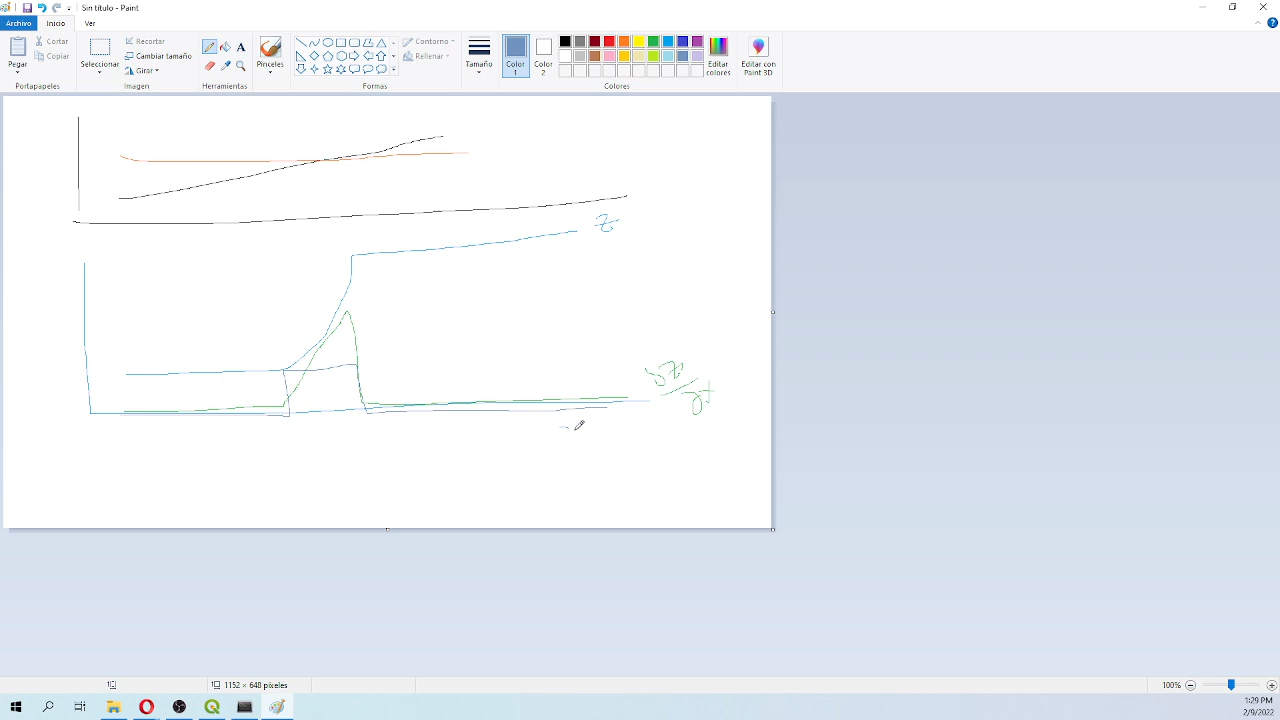 Sin título - Paint
Archivo Inicio Ver
Pegar
Cortar
Copiar
Seleccionar
Recortar
Cambiar tamaño
Girar
Pinceles
Contorno
Rellenar
Tamaño
Color 1
Color 2
Editar colores
Editar con Paint 3D
Portapapeles Imagen Herramientas Formas Colores
z
∂z/∂t
1152 × 648 píxeles
100%
1:29 PM
2/9/2022